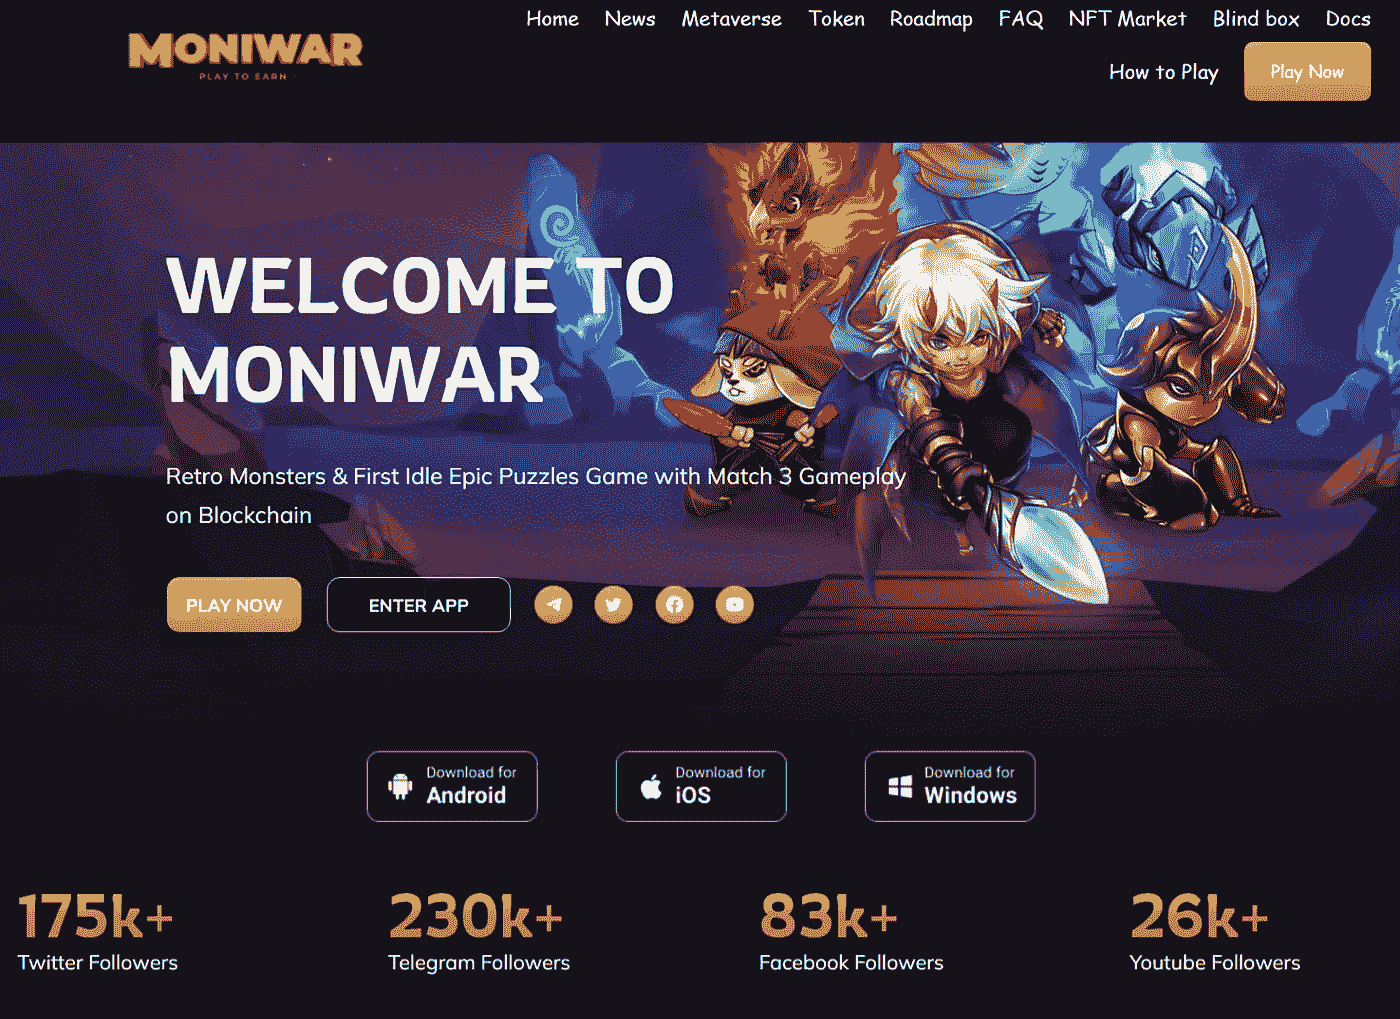 MONIWAR
PLAY TO EARN
Home News Metaverse Token Roadmap FAQ NFT Market Blind box Docs
How to Play Play Now
WELCOME TO
MONIWAR
Retro Monsters & First Idle Epic Puzzles Game with Match 3 Gameplay
on Blockchain
PLAY NOW ENTER APP
Download for
Android
Download for
iOS
Download for
Windows
175k+
Twitter Followers
230k+
Telegram Followers
83k+
Facebook Followers
26k+
Youtube Followers